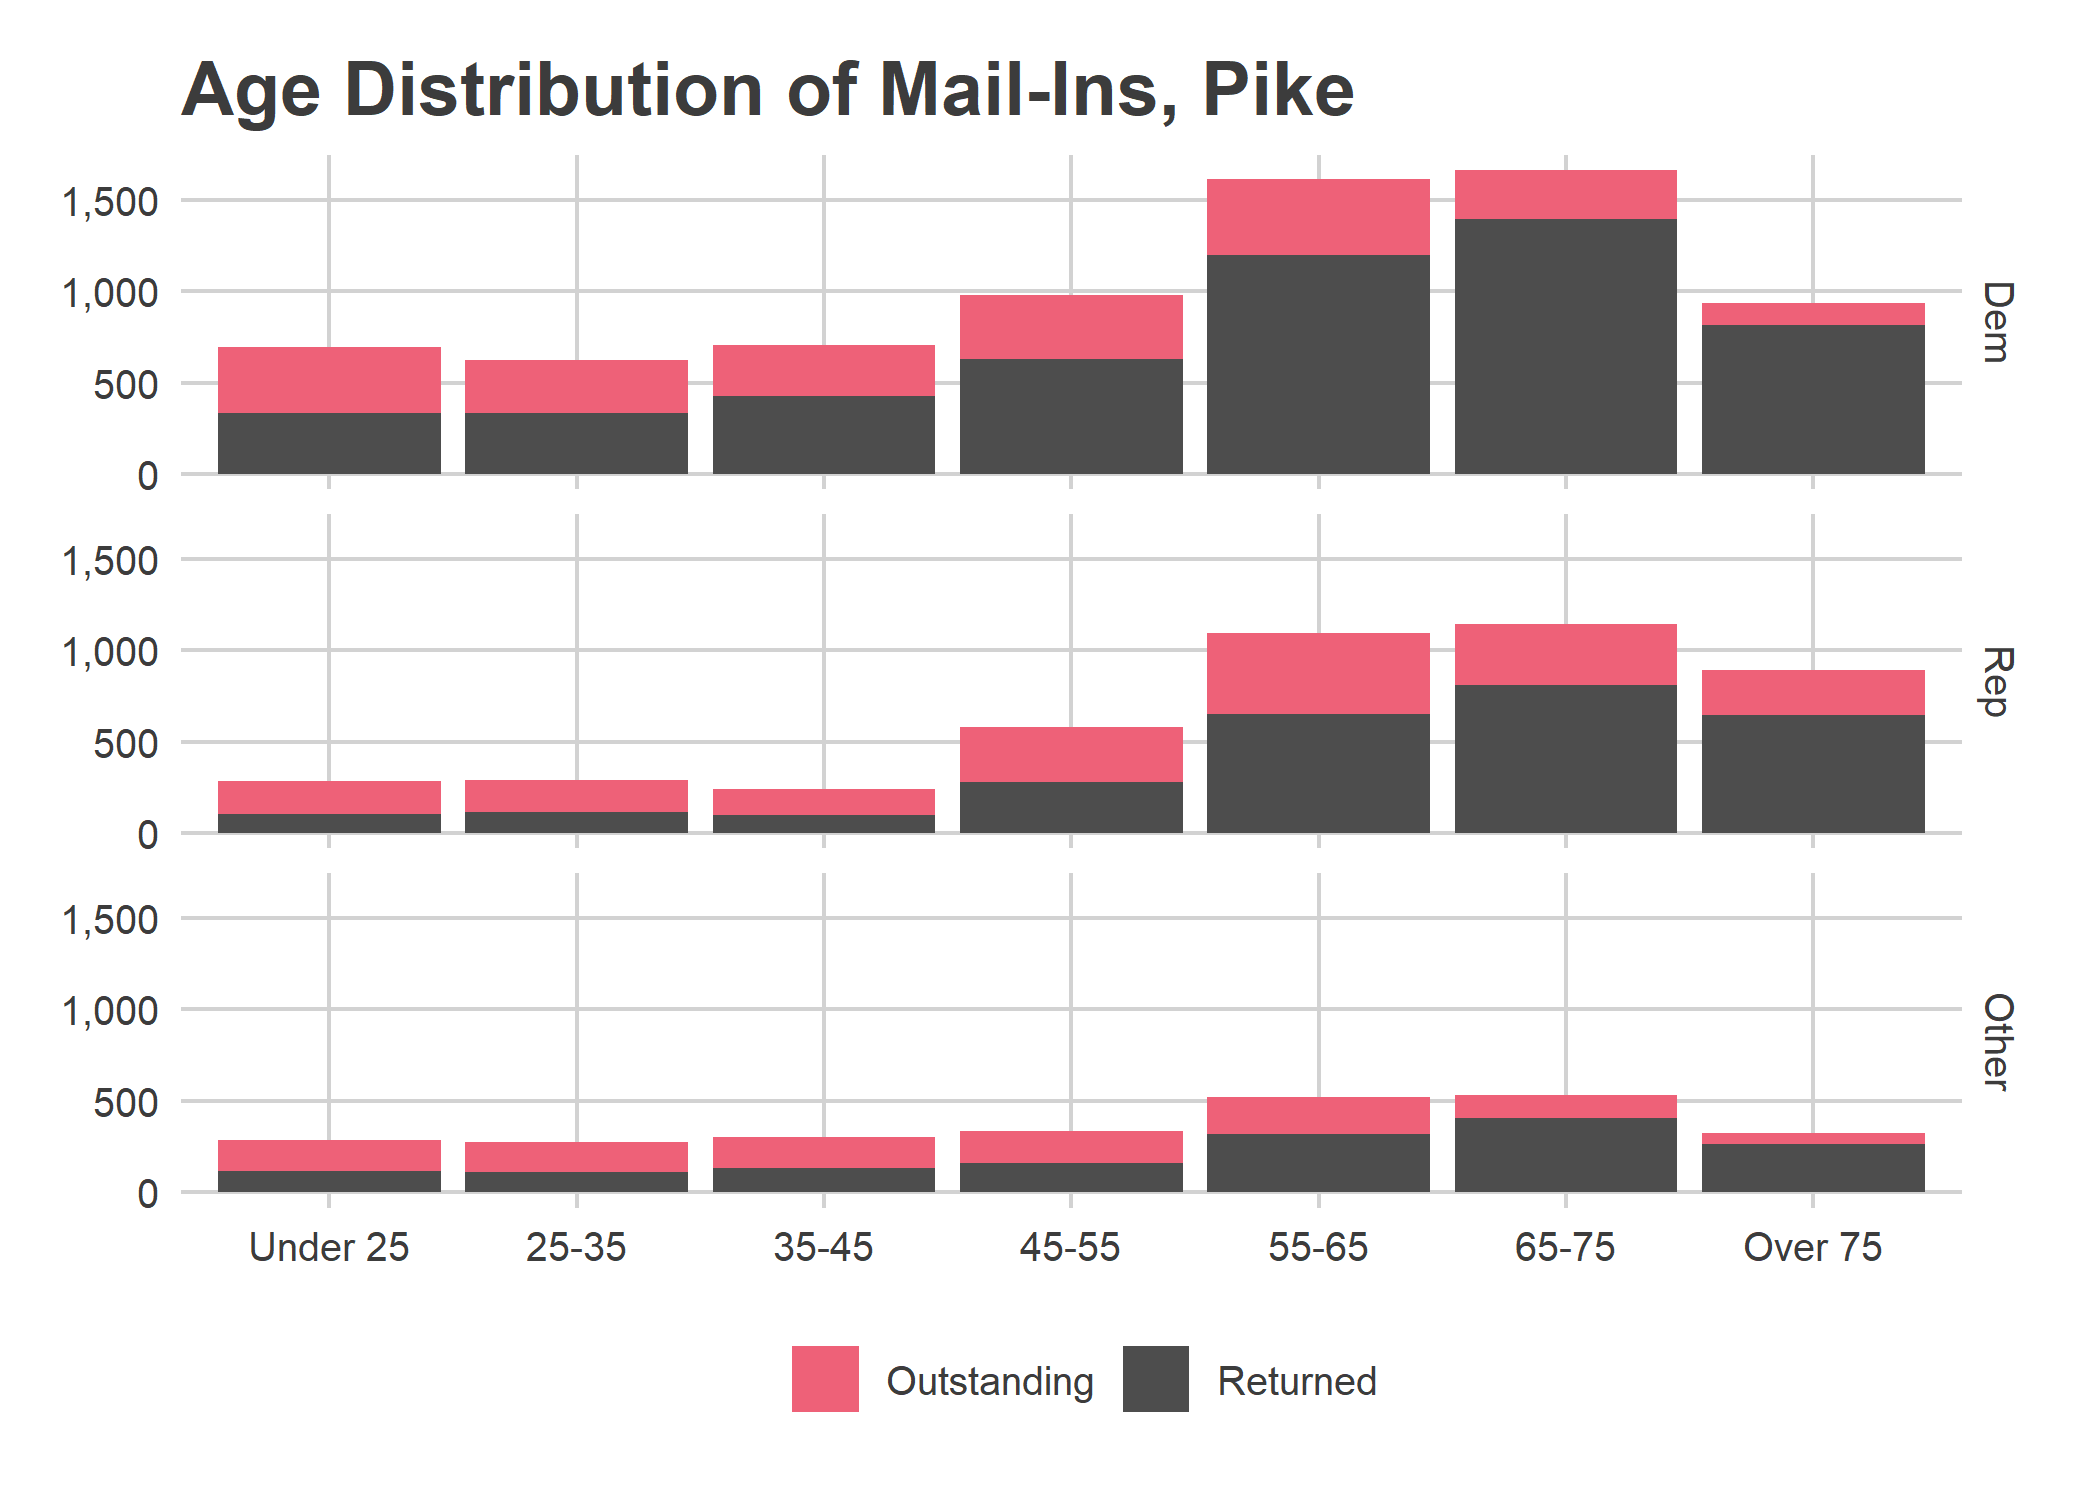 Age Distribution of Mail-Ins, Pike
1,500
1,000
500
0
Dem
1,500
1,000
500
0
Rep
1,500
1,000
500
0
Other
Under 25 25-35 35-45 45-55 55-65 65-75 Over 75
Outstanding Returned